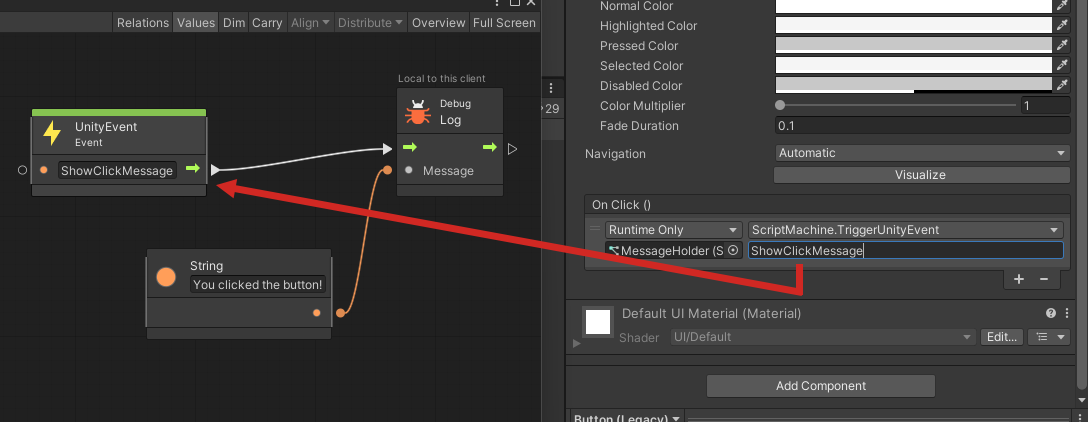 Relations Values Dim Carry Align Distribute Overview Full Screen
Local to this client
Debug
Log
Message
UnityEvent
Event
ShowClickMessage
String
You clicked the button!
29
Normal Color
Highlighted Color
Pressed Color
Selected Color
Disabled Color
Color Multiplier 1
Fade Duration 0.1
Navigation Automatic
Visualize
On Click ()
Runtime Only ScriptMachine.TriggerUnityEvent
MessageHolder (S ShowClickMessage
+ −
Default UI Material (Material)
Shader UI/Default Edit...
Add Component
Button (Legacy)